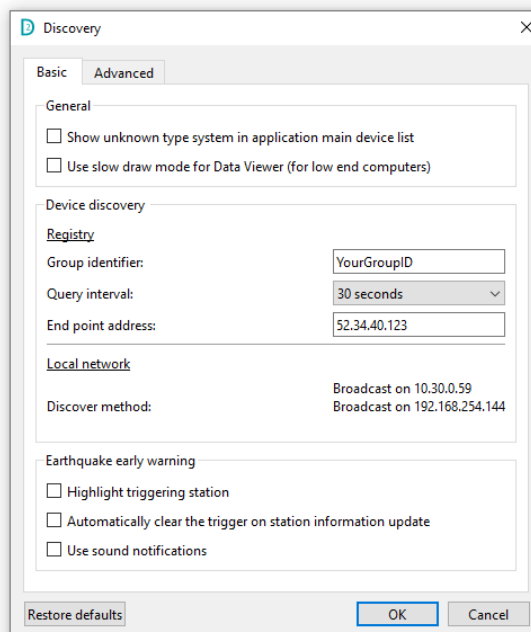 Discovery
Basic Advanced
General
Show unknown type system in application main device list
Use slow draw mode for Data Viewer (for low end computers)
Device discovery
Registry
Group identifier: YourGroupID
Query interval: 30 seconds
End point address: 52.34.40.123
Local network
Broadcast on 10.30.0.59
Discover method: Broadcast on 192.168.254.144
Earthquake early warning
Highlight triggering station
Automatically clear the trigger on station information update
Use sound notifications
Restore defaults OK Cancel